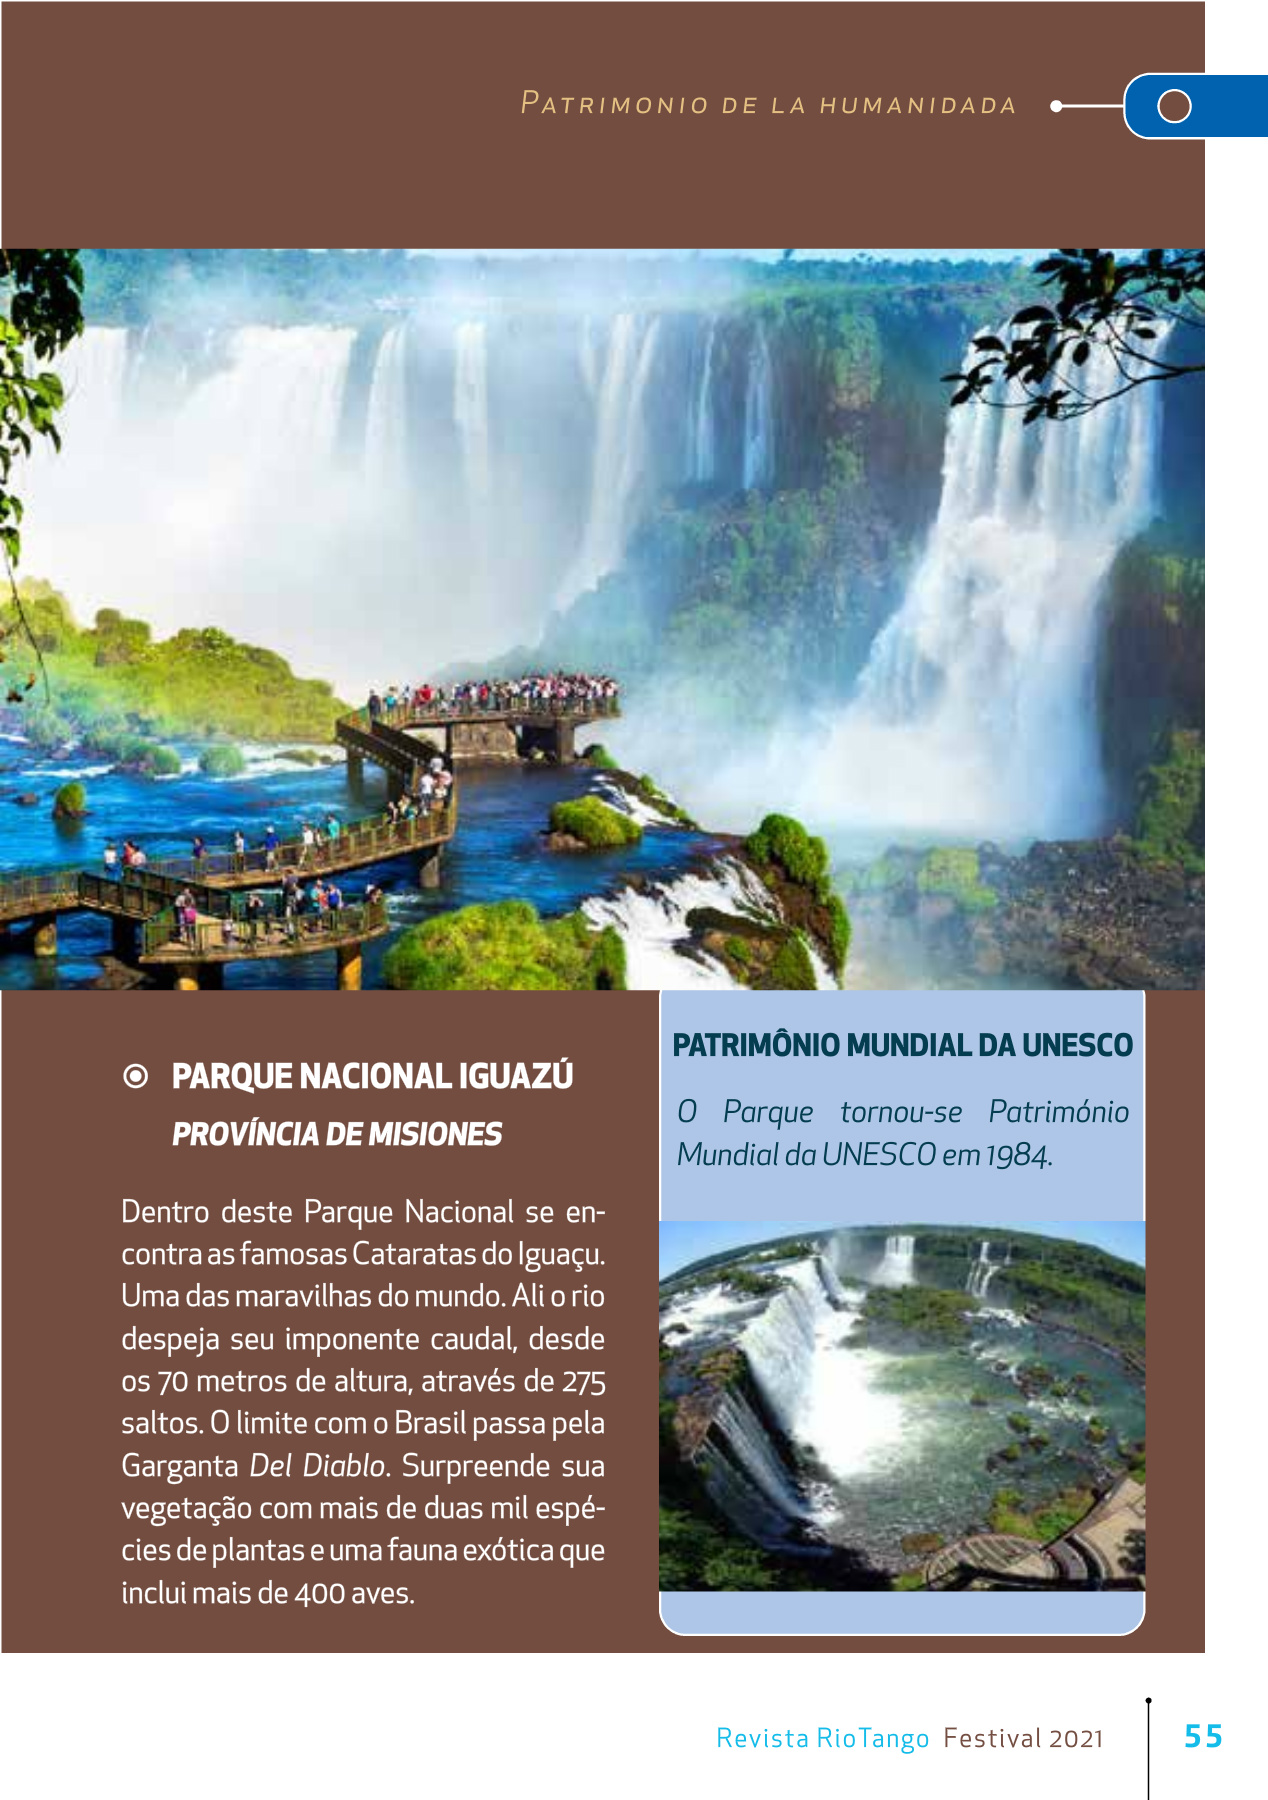 Patrimonio de la humanidada
PARQUE NACIONAL IGUAZÚ
PROVÍNCIA DE MISIONES
Dentro deste Parque Nacional se en-
contra as famosas Cataratas do Iguaçu.
Uma das maravilhas do mundo. Ali o rio
despeja seu imponente caudal, desde
os 70 metros de altura, através de 275
saltos. O limite com o Brasil passa pela
Garganta Del Diablo. Surpreende sua
vegetação com mais de duas mil espé-
cies de plantas e uma fauna exótica que
inclui mais de 400 aves.
PATRIMÔNIO MUNDIAL DA UNESCO
O Parque tornou-se Património
Mundial da UNESCO em 1984.
Revista RioTango Festival 2021
55